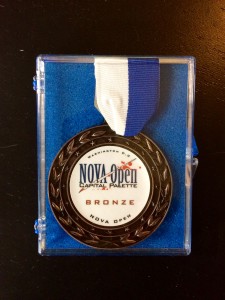 WASHINGTON D.C.
NOVA Open
CAPITAL PALETTE
BRONZE
NOVA OPEN